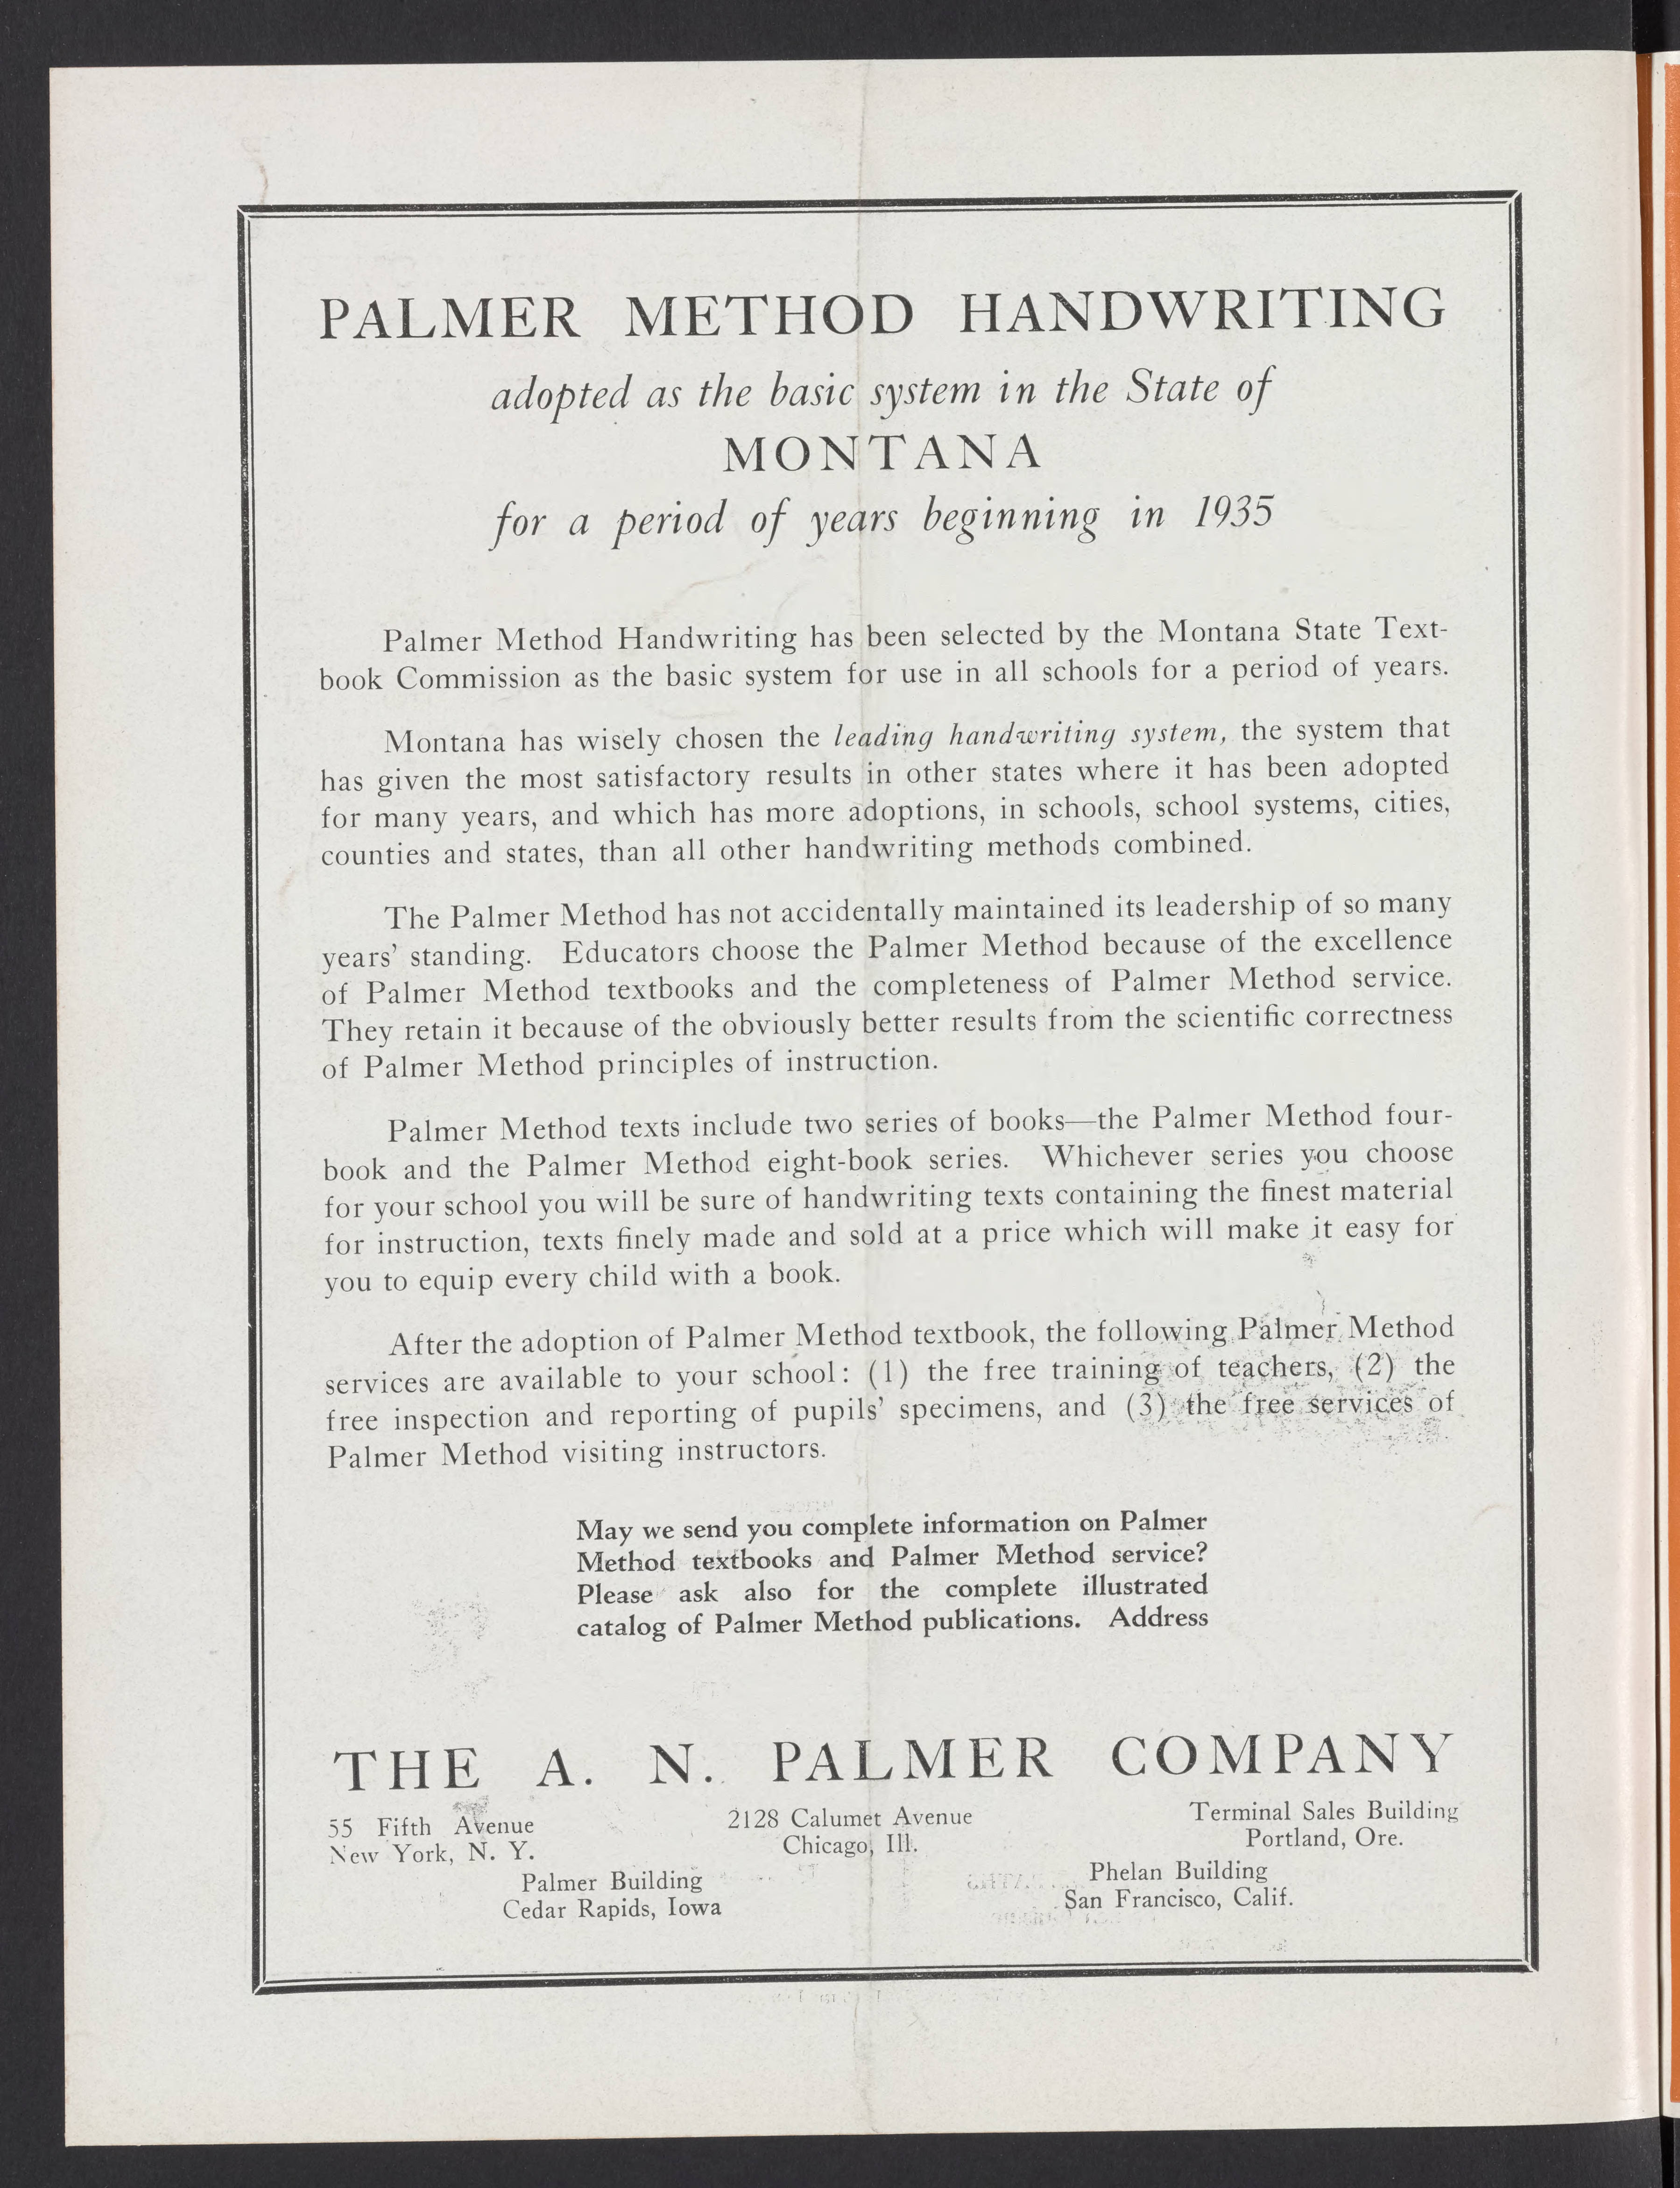 PALMER METHOD HANDWRITING
adopted as the basic system in the State of
MONTANA
for a period of years beginning in 1935
Palmer Method Handwriting has been selected by the Montana State Text-
book Commission as the basic system for use in all schools for a period of years.
Montana has wisely chosen the leading handwriting system, the system that
has given the most satisfactory results in other states where it has been adopted
for many years, and which has more adoptions, in schools, school systems, cities,
counties and states, than all other handwriting methods combined.
The Palmer Method has not accidentally maintained its leadership of so many
years’ standing. Educators choose the Palmer Method because of the excellence
of Palmer Method textbooks and the completeness of Palmer Method service.
They retain it because of the obviously better results from the scientific correctness
of Palmer Method principles of instruction.
Palmer Method texts include two series of books—the Palmer Method four-
book and the Palmer Method eight-book series. Whichever series you choose
for your school you will be sure of handwriting texts containing the finest material
for instruction, texts finely made and sold at a price which will make it easy for
you to equip every child with a book.
After the adoption of Palmer Method textbook, the following Palmer Method
services are available to your school: (1) the free training of teachers, (2) the
free inspection and reporting of pupils’ specimens, and (3) the free services of
Palmer Method visiting instructors.
May we send you complete information on Palmer
Method textbooks and Palmer Method service?
Please ask also for the complete illustrated
catalog of Palmer Method publications. Address
THE A. N. PALMER COMPANY
55 Fifth Avenue 2128 Calumet Avenue Terminal Sales Building
New York, N. Y. Chicago, Ill. Portland, Ore.
Palmer Building Phelan Building
Cedar Rapids, Iowa San Francisco, Calif.